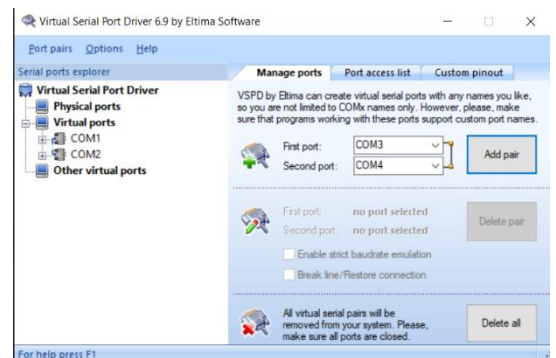 Virtual Serial Port Driver 6.9 by Eltima Software
Port pairs Options Help
Serial ports explorer
Virtual Serial Port Driver
Physical ports
Virtual ports
COM1
COM2
Other virtual ports
Manage ports Port access list Custom pinout
VSPD by Eltima can create virtual serial ports with any names you like,
so you are not limited to COMx names only. However, please, make
sure that programs working with these ports support custom port names.
First port: COM3
Second port: COM4
Add pair
First port: no port selected
Second port: no port selected
Delete pair
Enable strict baudrate emulation
Break line/Restore connection
All virtual serial pairs will be
removed from your system. Please,
make sure all ports are closed.
Delete all
For help press F1